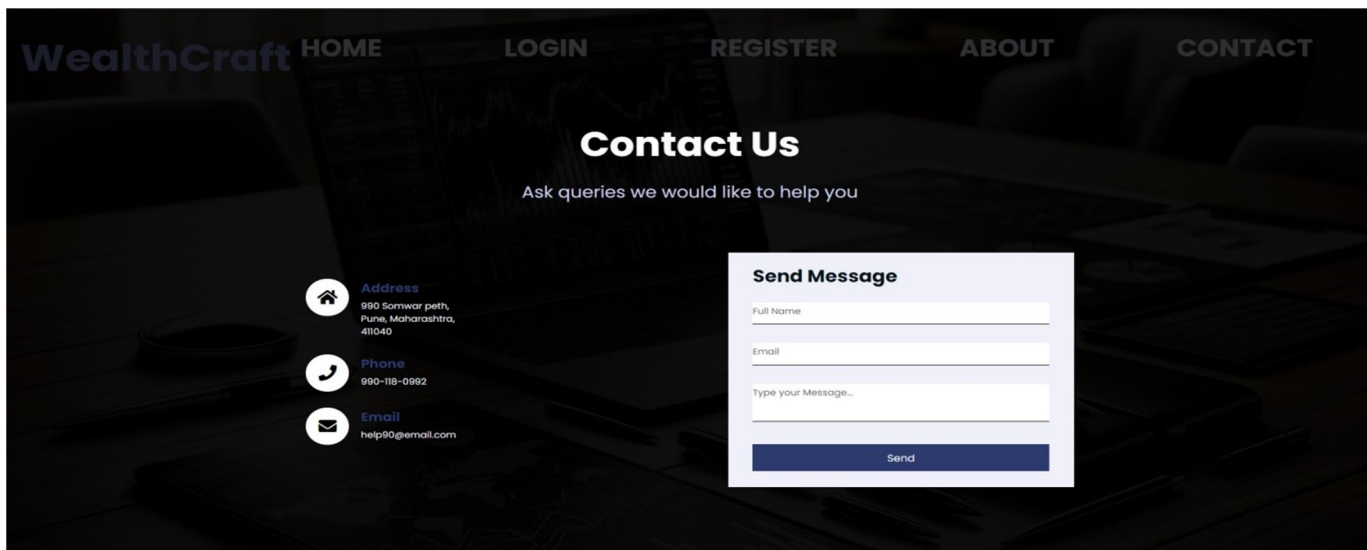 WealthCraft HOME LOGIN REGISTER ABOUT CONTACT
Contact Us
Ask queries we would like to help you
Address
990 Somwar peth,
Pune, Maharashtra,
411040
Phone
990-118-0992
Email
help90@email.com
Send Message
Full Name
Email
Type your Message...
Send